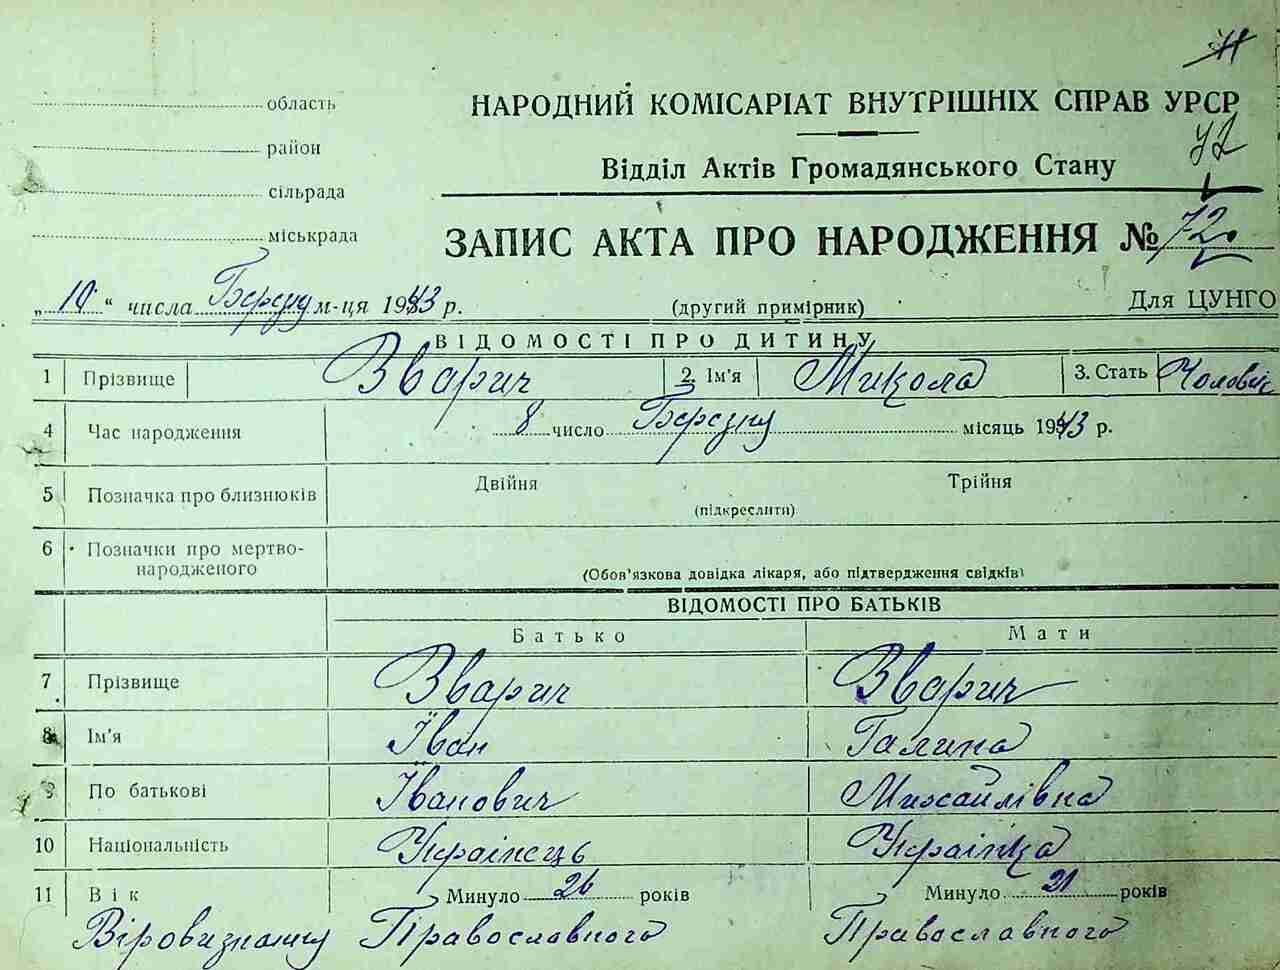 11
область
НАРОДНИЙ КОМІСАРІАТ ВНУТРІШНІХ СПРАВ УРСР
район
Відділ Актів Громадянського Стану
сільрада
міськрада
ЗАПИС АКТА ПРО НАРОДЖЕННЯ № 72
„10“ числа Березну м-ця 1943 р. (другий примірник) Для ЦУНГО
ВІДОМОСТІ ПРО ДИТИНУ
1 Прізвище Зварич 2. Ім'я Микола 3. Стать Чоловік
4 Час народження 8 число Березну місяць 1943 р.
5 Позначка про близнюків Двійня Трійня
(підкреслити)
6 Позначки про мертво-
народженого (Обов'язкова довідка лікаря, або підтвердження свідків)
ВІДОМОСТІ ПРО БАТЬКІВ
Батько Мати
7 Прізвище Зварич Зварич
8 Ім'я Іван Галина
9 По батькові Іванович Михайлівна
10 Національність Українець Українка
11 Вік Минуло 26 років Минуло 21 років
Віровизнання Православного Православного